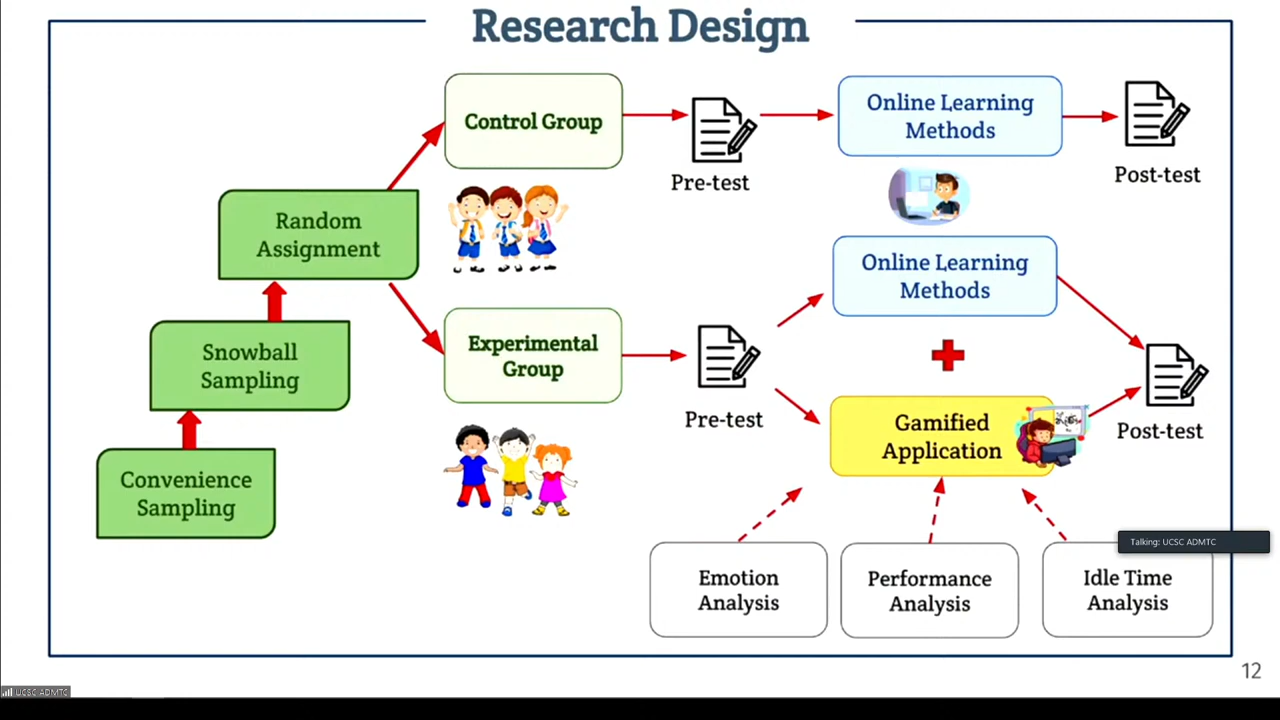 Research Design
Control Group
Pre-test
Online Learning
Methods
Post-test
Random
Assignment
Snowball
Sampling
Convenience
Sampling
Experimental
Group
Pre-test
Online Learning
Methods
Gamified
Application
Post-test
Emotion
Analysis
Performance
Analysis
Idle Time
Analysis
Talking: UCSC ADMTC
12
UCSC ADMTC